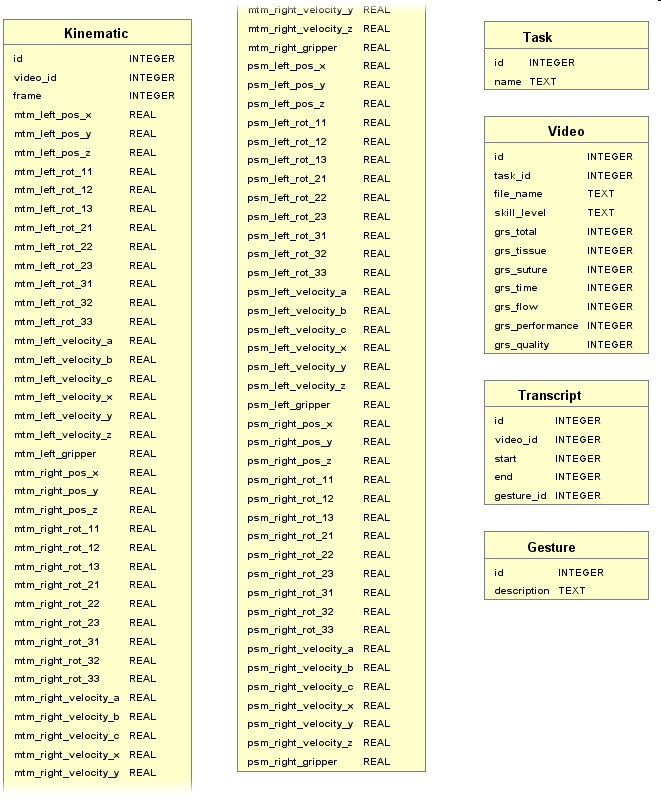 Kinematic
id INTEGER
video_id INTEGER
frame INTEGER
mtm_left_pos_x REAL
mtm_left_pos_y REAL
mtm_left_pos_z REAL
mtm_left_rot_11 REAL
mtm_left_rot_12 REAL
mtm_left_rot_13 REAL
mtm_left_rot_21 REAL
mtm_left_rot_22 REAL
mtm_left_rot_23 REAL
mtm_left_rot_31 REAL
mtm_left_rot_32 REAL
mtm_left_rot_33 REAL
mtm_left_velocity_a REAL
mtm_left_velocity_b REAL
mtm_left_velocity_c REAL
mtm_left_velocity_x REAL
mtm_left_velocity_y REAL
mtm_left_velocity_z REAL
mtm_left_gripper REAL
mtm_right_pos_x REAL
mtm_right_pos_y REAL
mtm_right_pos_z REAL
mtm_right_rot_11 REAL
mtm_right_rot_12 REAL
mtm_right_rot_13 REAL
mtm_right_rot_21 REAL
mtm_right_rot_22 REAL
mtm_right_rot_23 REAL
mtm_right_rot_31 REAL
mtm_right_rot_32 REAL
mtm_right_rot_33 REAL
mtm_right_velocity_a REAL
mtm_right_velocity_b REAL
mtm_right_velocity_c REAL
mtm_right_velocity_x REAL
mtm_right_velocity_y REAL
mtm_right_velocity_y REAL
mtm_right_velocity_z REAL
mtm_right_gripper REAL
psm_left_pos_x REAL
psm_left_pos_y REAL
psm_left_pos_z REAL
psm_left_rot_11 REAL
psm_left_rot_12 REAL
psm_left_rot_13 REAL
psm_left_rot_21 REAL
psm_left_rot_22 REAL
psm_left_rot_23 REAL
psm_left_rot_31 REAL
psm_left_rot_32 REAL
psm_left_rot_33 REAL
psm_left_velocity_a REAL
psm_left_velocity_b REAL
psm_left_velocity_c REAL
psm_left_velocity_x REAL
psm_left_velocity_y REAL
psm_left_velocity_z REAL
psm_left_gripper REAL
psm_right_pos_x REAL
psm_right_pos_y REAL
psm_right_pos_z REAL
psm_right_rot_11 REAL
psm_right_rot_12 REAL
psm_right_rot_13 REAL
psm_right_rot_21 REAL
psm_right_rot_22 REAL
psm_right_rot_23 REAL
psm_right_rot_31 REAL
psm_right_rot_32 REAL
psm_right_rot_33 REAL
psm_right_velocity_a REAL
psm_right_velocity_b REAL
psm_right_velocity_c REAL
psm_right_velocity_x REAL
psm_right_velocity_y REAL
psm_right_velocity_z REAL
psm_right_gripper REAL
Task
id INTEGER
name TEXT
Video
id INTEGER
task_id INTEGER
file_name TEXT
skill_level TEXT
grs_total INTEGER
grs_tissue INTEGER
grs_suture INTEGER
grs_time INTEGER
grs_flow INTEGER
grs_performance INTEGER
grs_quality INTEGER
Transcript
id INTEGER
video_id INTEGER
start INTEGER
end INTEGER
gesture_id INTEGER
Gesture
id INTEGER
description TEXT